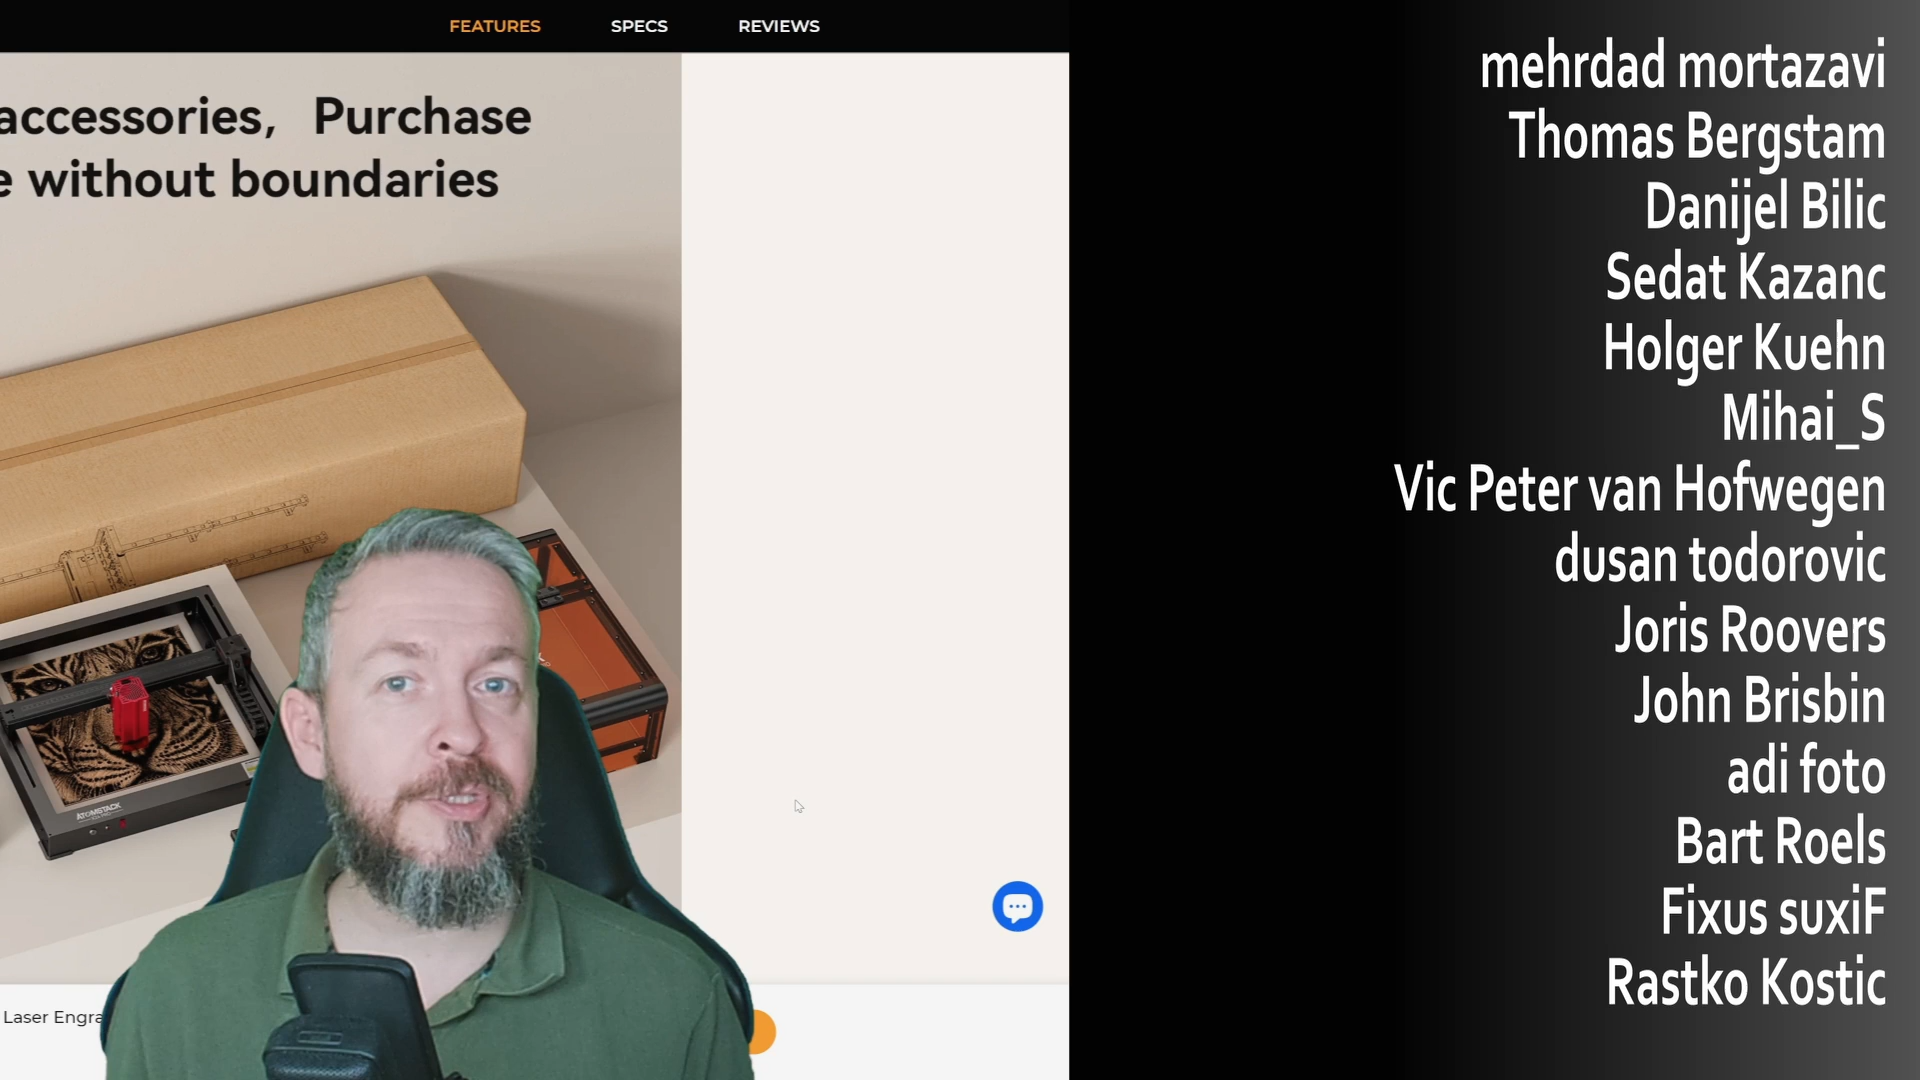 FEATURES SPECS REVIEWS
accessories, Purchase
e without boundaries
ATOMSTACK
Laser Engra
mehrdad mortazavi
Thomas Bergstam
Danijel Bilic
Sedat Kazanc
Holger Kuehn
Mihai_S
Vic Peter van Hofwegen
dusan todorovic
Joris Roovers
John Brisbin
adi foto
Bart Roels
Fixus suxiF
Rastko Kostic